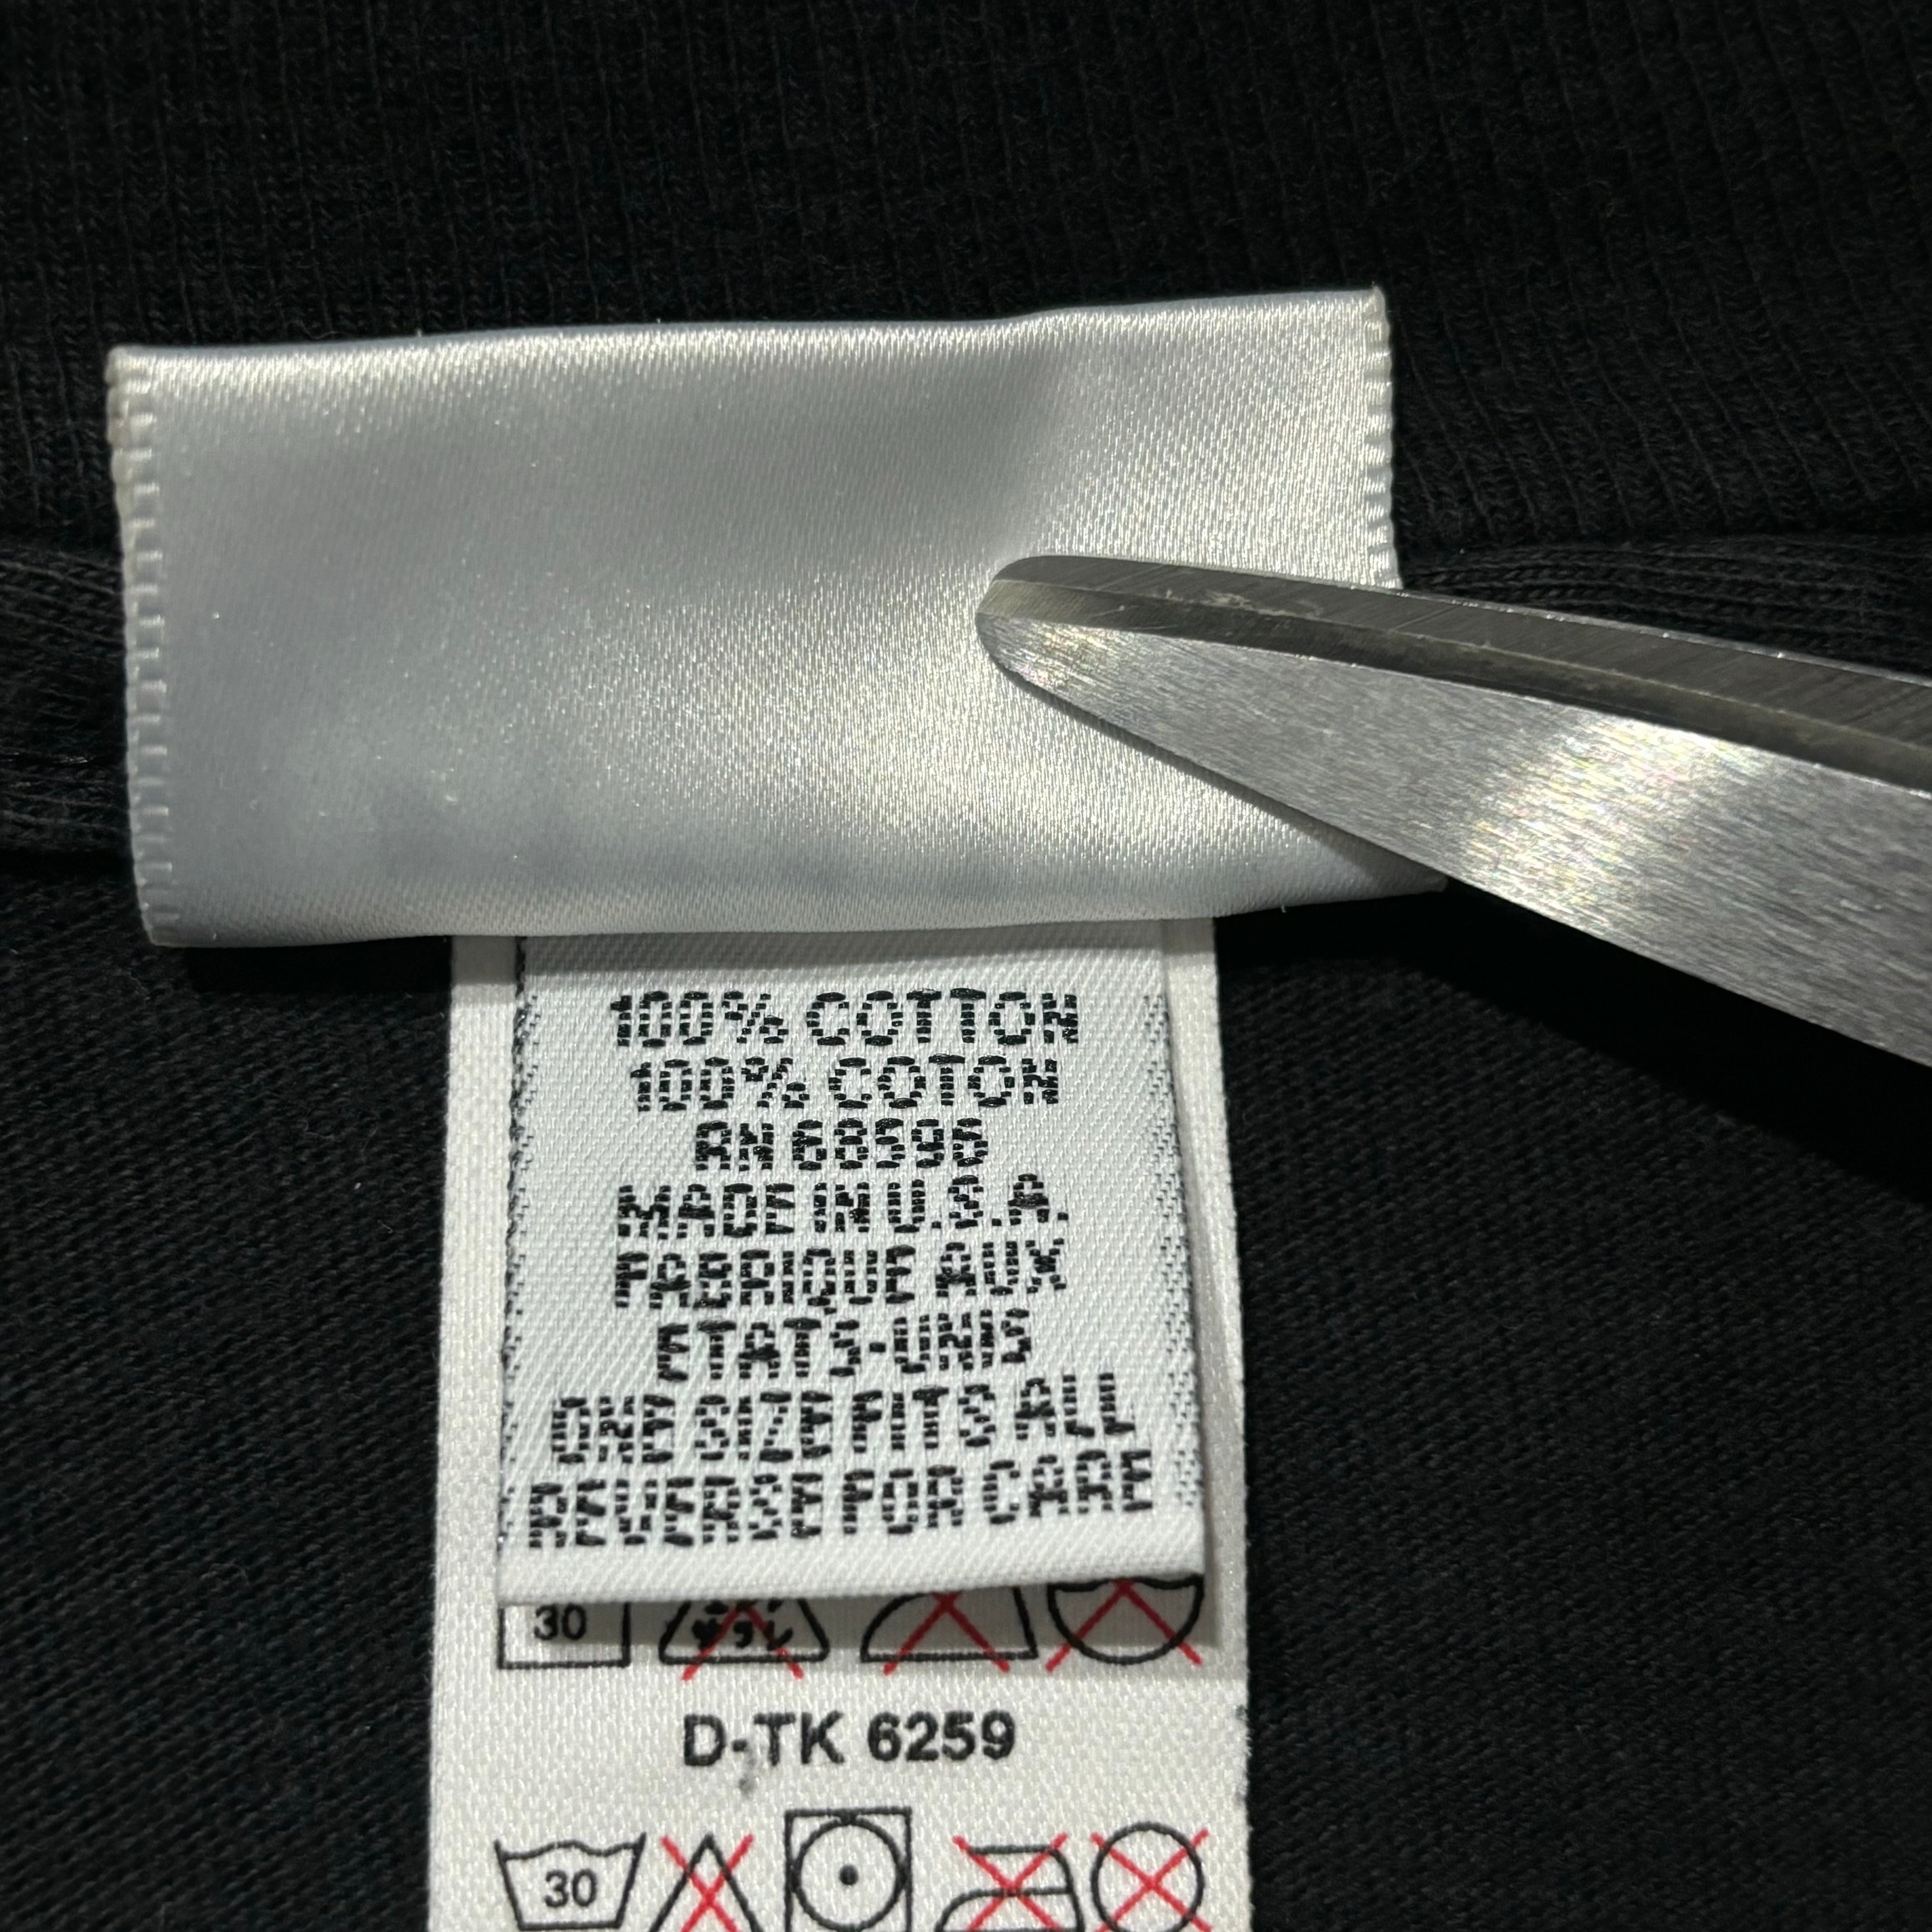 100% COTTON
100% COTON
RN 68596
MADE IN U.S.A.
FABRIQUE AUX
ETATS-UNIS
ONE SIZE FITS ALL
REVERSE FOR CARE
30
D-TK 6259
30